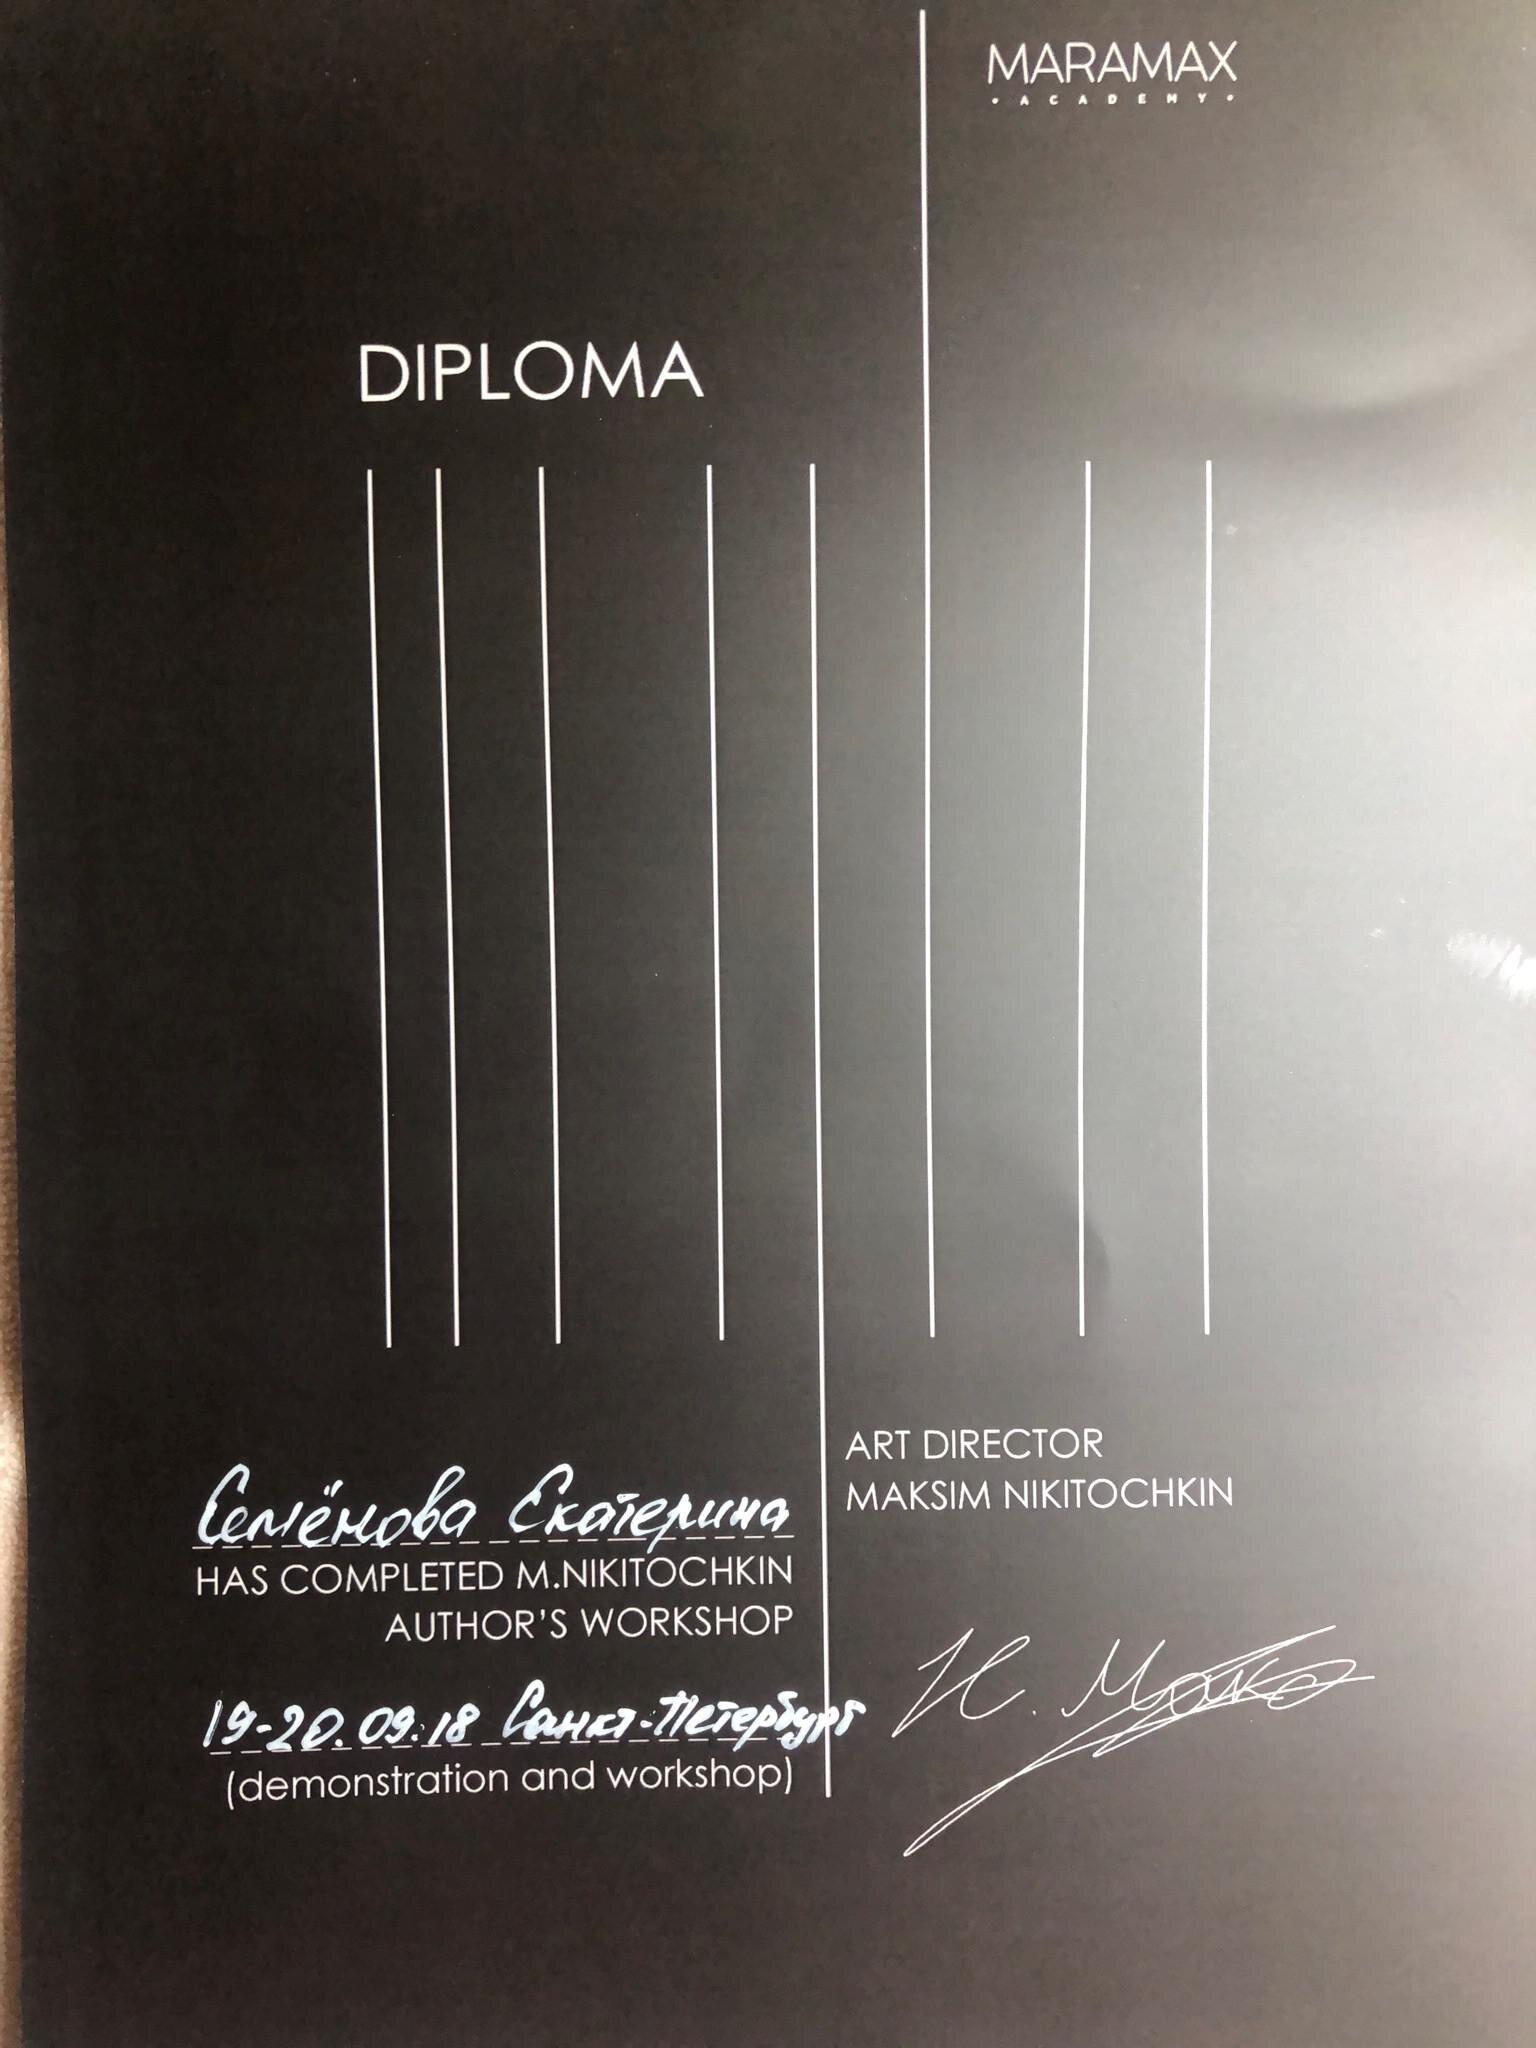 MARAMAX
• ACADEMY •
DIPLOMA
Семёнова Екатерина
HAS COMPLETED M.NIKITOCHKIN
AUTHOR'S WORKSHOP
19-20.09.18 Санкт-Петербург
(demonstration and workshop)
ART DIRECTOR
MAKSIM NIKITOCHKIN